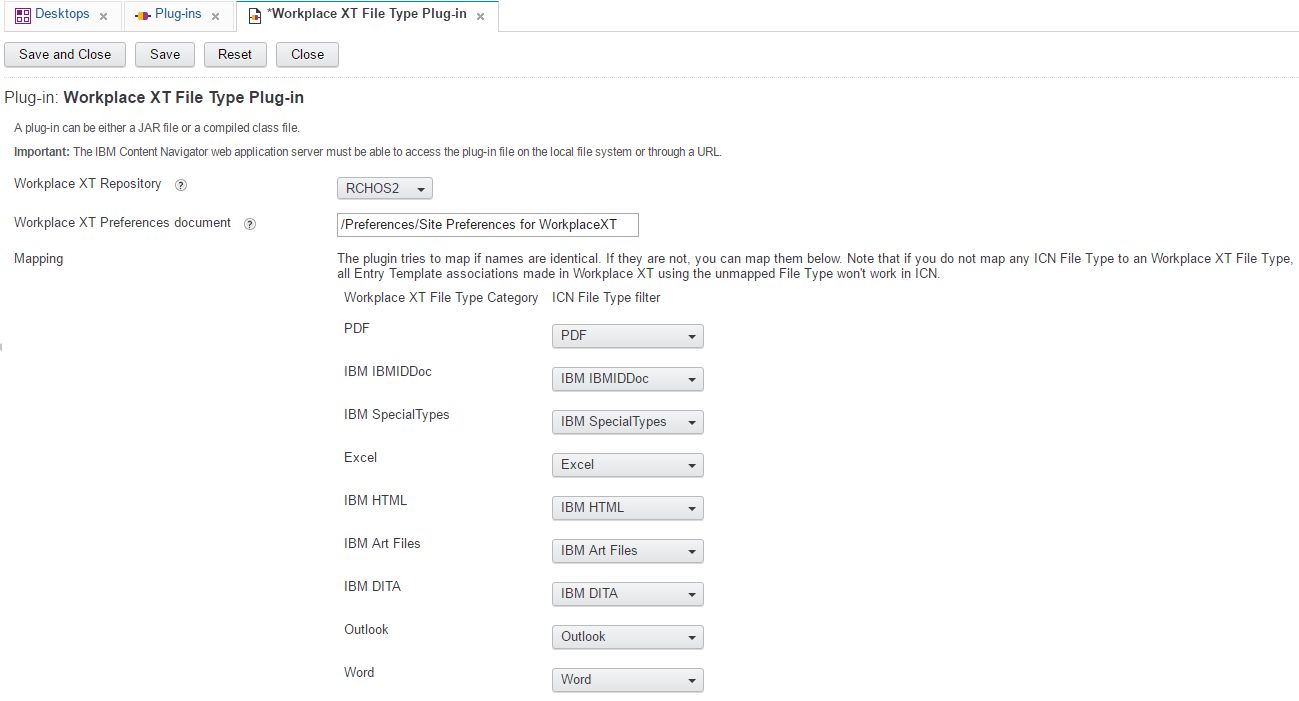 Desktops × Plug-ins × *Workplace XT File Type Plug-in ×
Save and Close Save Reset Close
Plug-in: Workplace XT File Type Plug-in
A plug-in can be either a JAR file or a compiled class file.
Important: The IBM Content Navigator web application server must be able to access the plug-in file on the local file system or through a URL.
Workplace XT Repository ? RCHOS2
Workplace XT Preferences document ? /Preferences/Site Preferences for WorkplaceXT
Mapping The plugin tries to map if names are identical. If they are not, you can map them below. Note that if you do not map any ICN File Type to an Workplace XT File Type,
all Entry Template associations made in Workplace XT using the unmapped File Type won't work in ICN.
Workplace XT File Type Category ICN File Type filter
PDF PDF
IBM IBMIDDoc IBM IBMIDDoc
IBM SpecialTypes IBM SpecialTypes
Excel Excel
IBM HTML IBM HTML
IBM Art Files IBM Art Files
IBM DITA IBM DITA
Outlook Outlook
Word Word